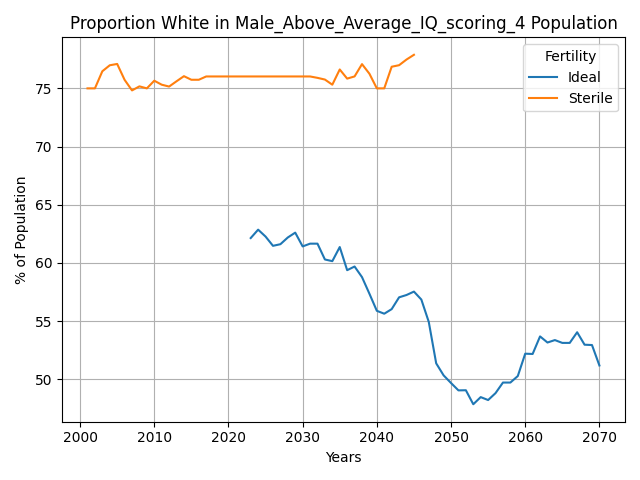 Proportion White in Male_Above_Average_IQ_scoring_4 Population
Fertility
Ideal
Sterile
% of Population
75
70
65
60
55
50
2000 2010 2020 2030 2040 2050 2060 2070
Years